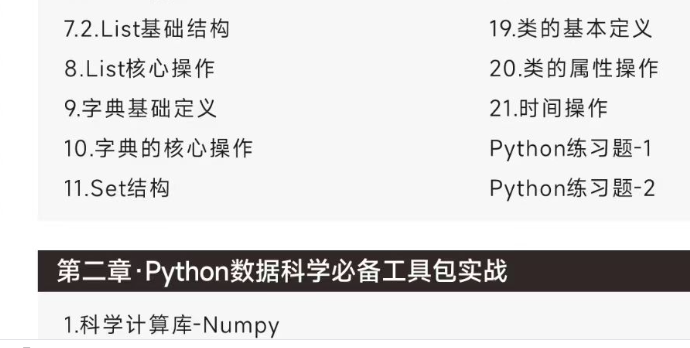 7.2.List基础结构
8.List核心操作
9.字典基础定义
10.字典的核心操作
11.Set结构
19.类的基本定义
20.类的属性操作
21.时间操作
Python练习题-1
Python练习题-2
第二章·Python数据科学必备工具包实战
1.科学计算库-Numpy